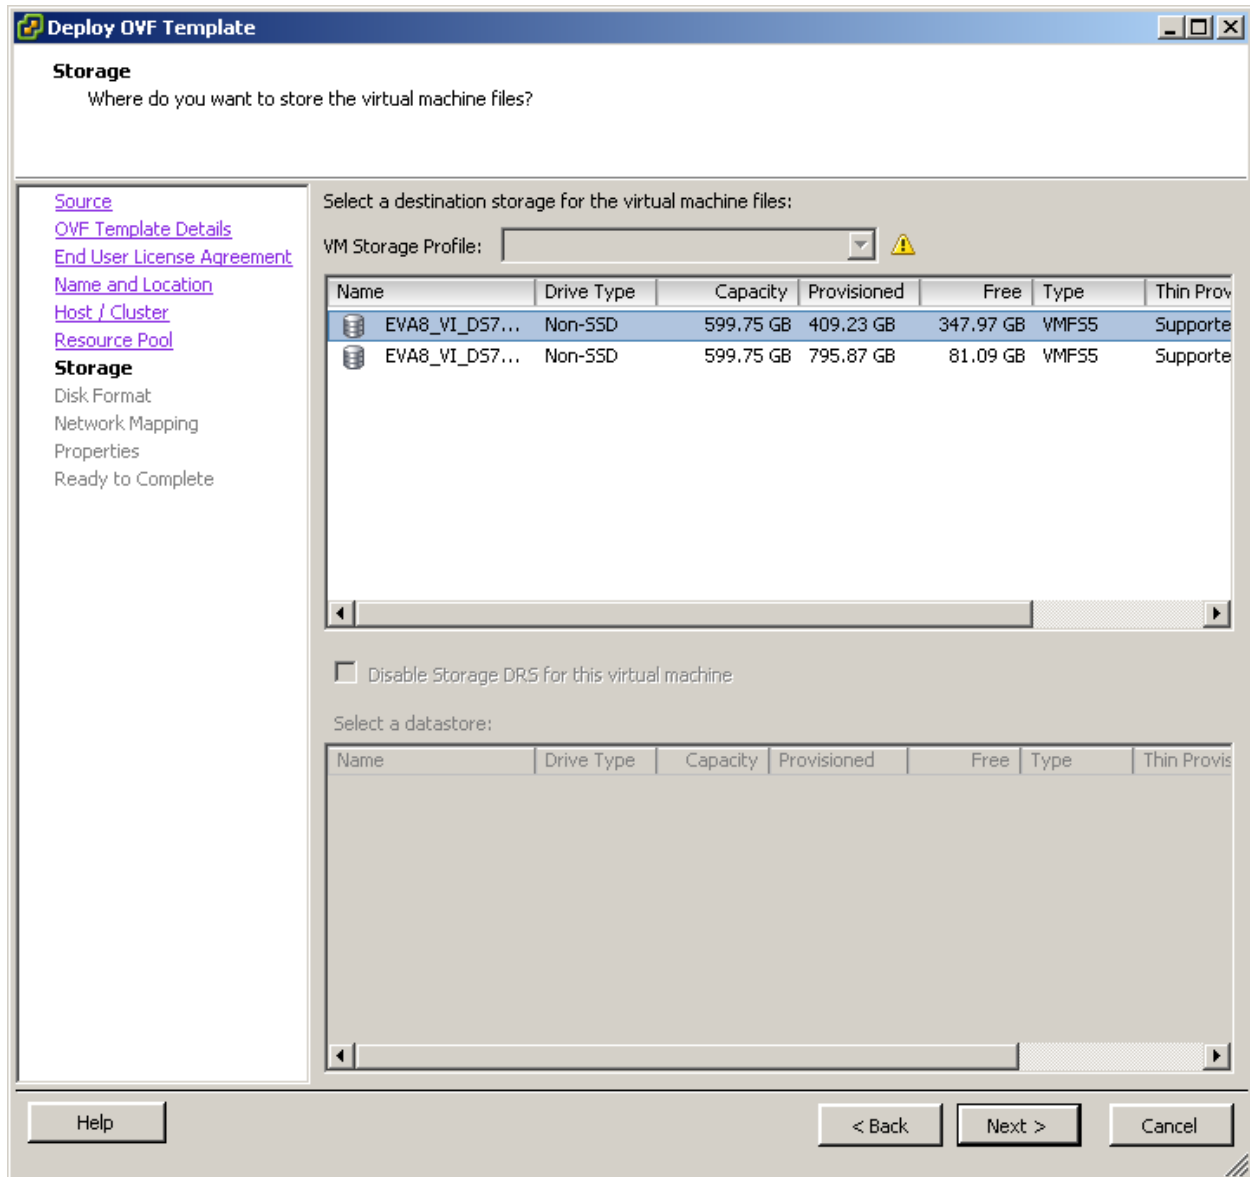 Deploy OVF Template
Storage
Where do you want to store the virtual machine files?
Source
OVF Template Details
End User License Agreement
Name and Location
Host / Cluster
Resource Pool
Storage
Disk Format
Network Mapping
Properties
Ready to Complete
Select a destination storage for the virtual machine files:
VM Storage Profile:
Name Drive Type Capacity Provisioned Free Type Thin Prov
EVA8_VI_DS7... Non-SSD 599.75 GB 409.23 GB 347.97 GB VMFS5 Supporte
EVA8_VI_DS7... Non-SSD 599.75 GB 795.87 GB 81.09 GB VMFS5 Supporte
Disable Storage DRS for this virtual machine
Select a datastore:
Name Drive Type Capacity Provisioned Free Type Thin Provis
Help < Back Next > Cancel